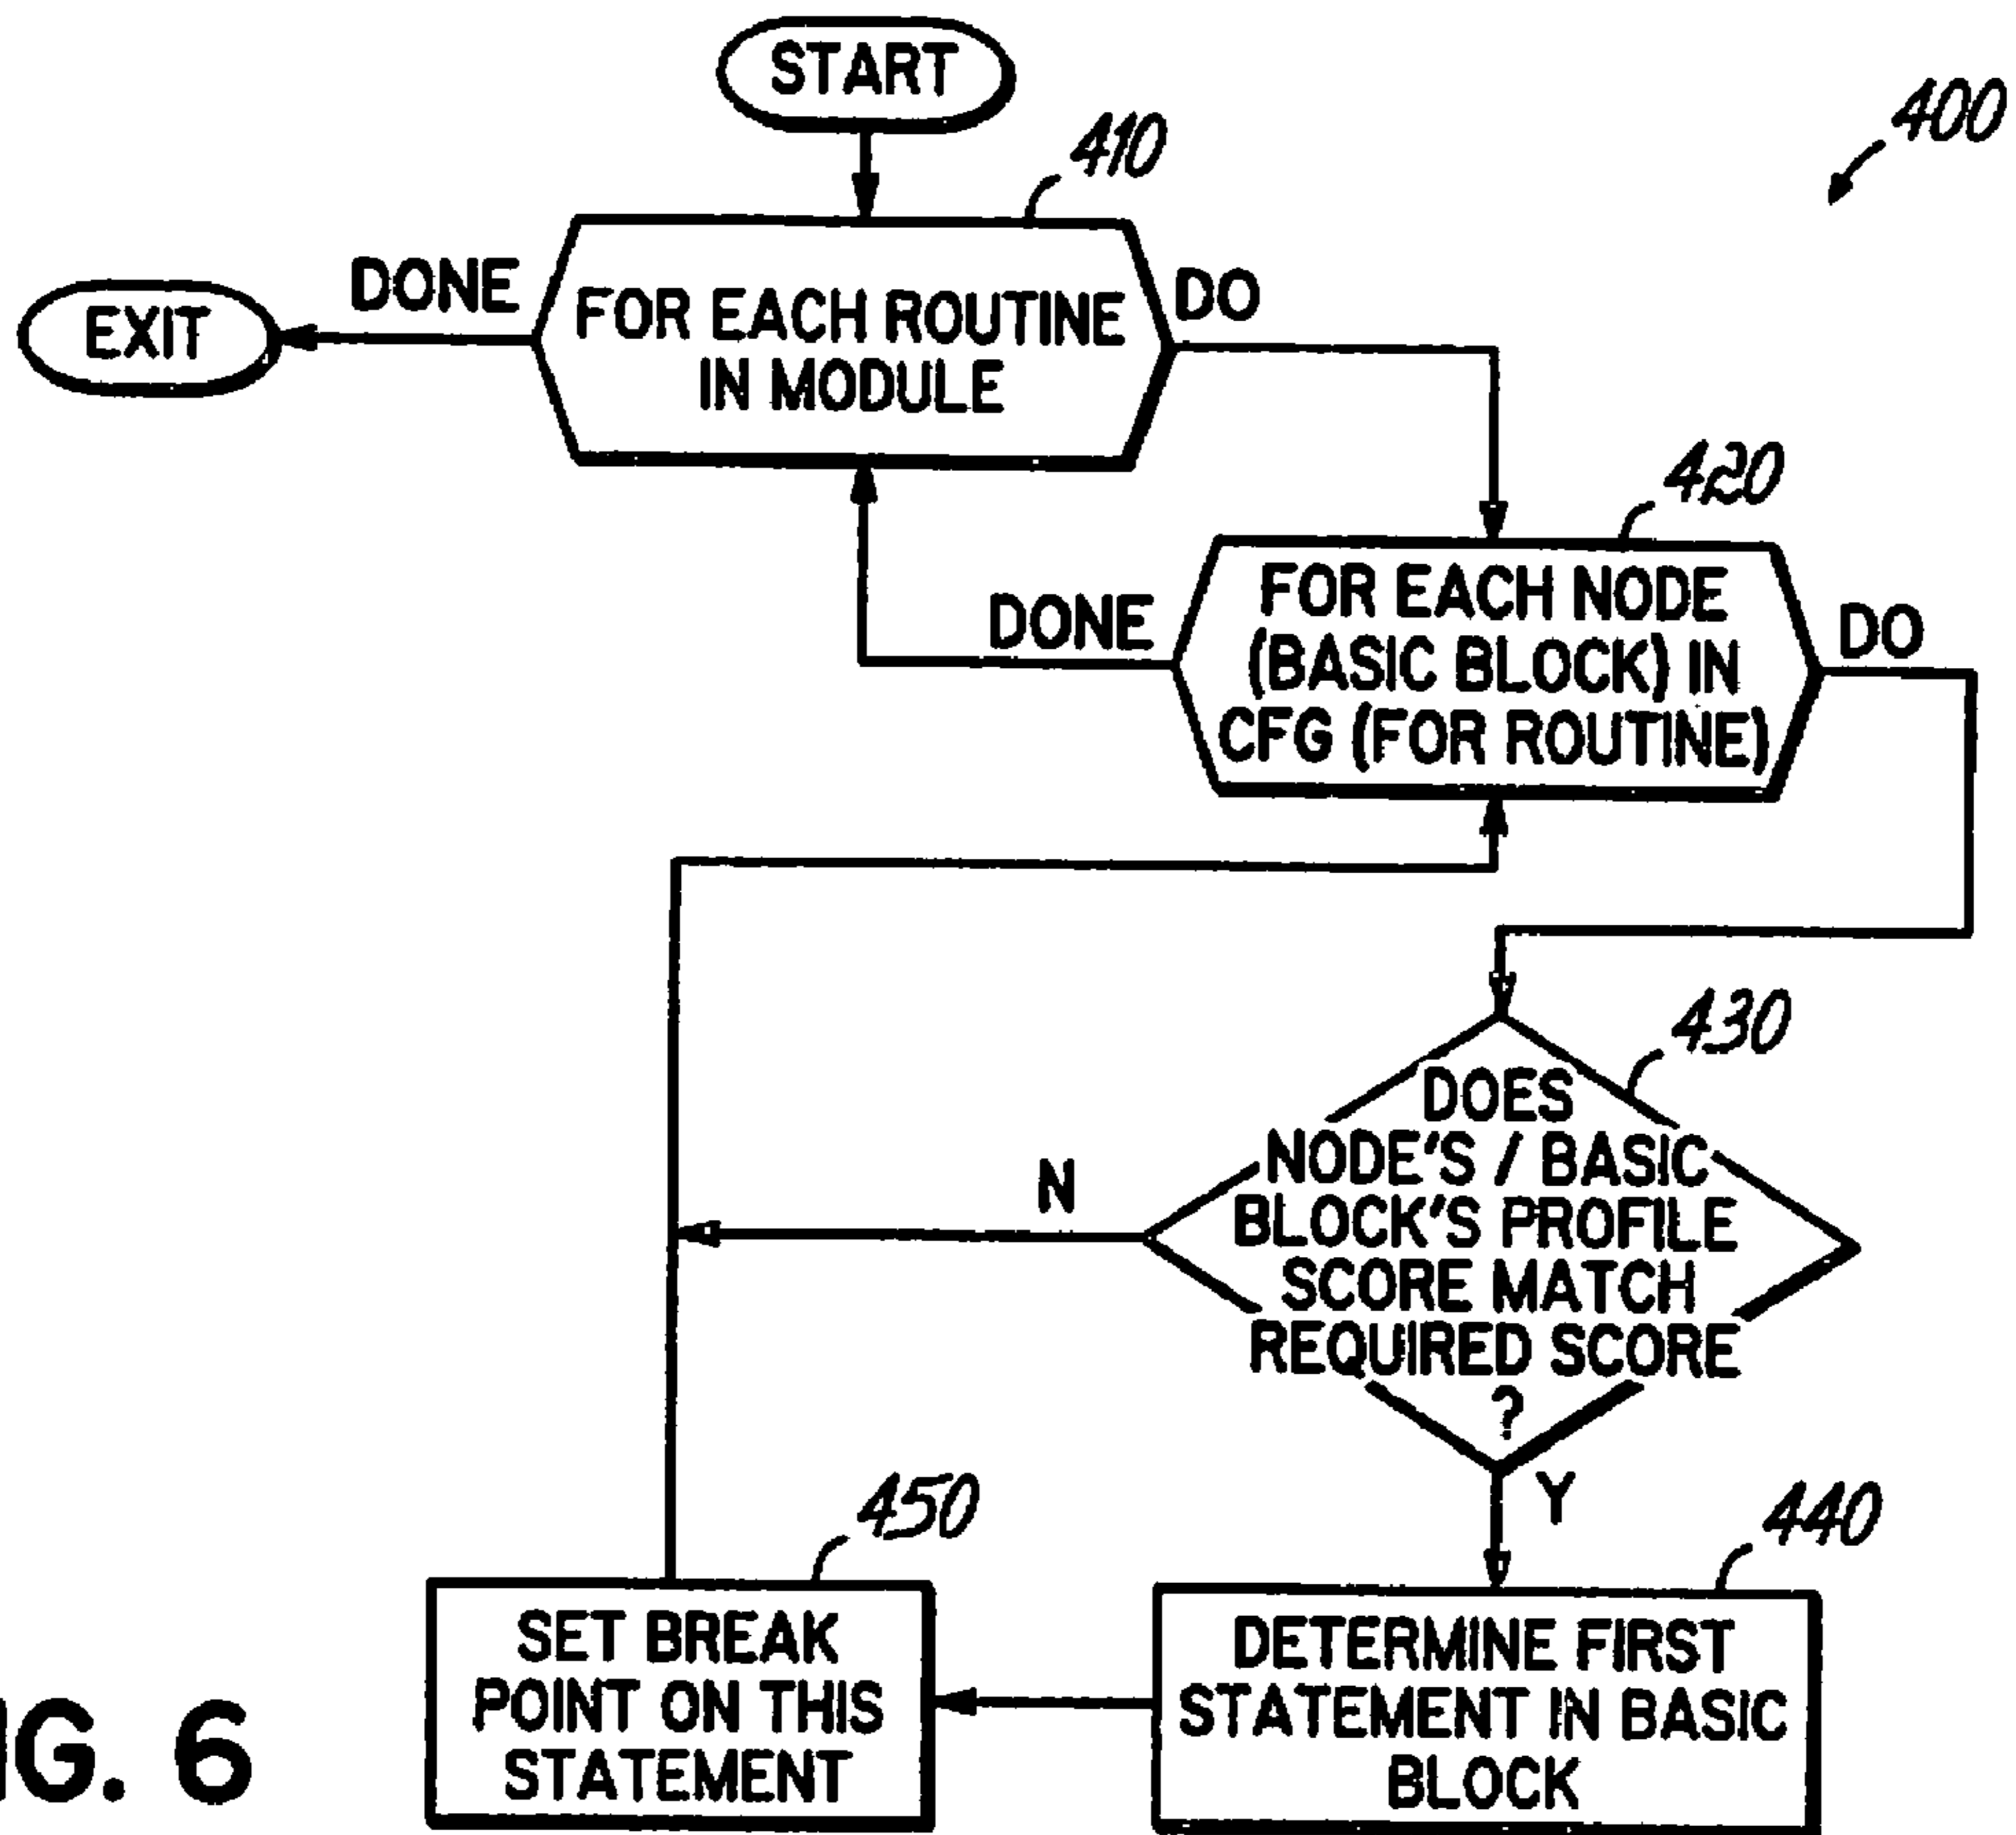 START
400
410
DONE
DO
EXIT
FOR EACH ROUTINE
IN MODULE
420
FOR EACH NODE
(BASIC BLOCK) IN
CFG (FOR ROUTINE)
DONE
DO
430
DOES
NODE'S / BASIC
BLOCK'S PROFILE
SCORE MATCH
REQUIRED SCORE
?
N
Y
450
440
SET BREAK
POINT ON THIS
STATEMENT
DETERMINE FIRST
STATEMENT IN BASIC
BLOCK
IG. 6